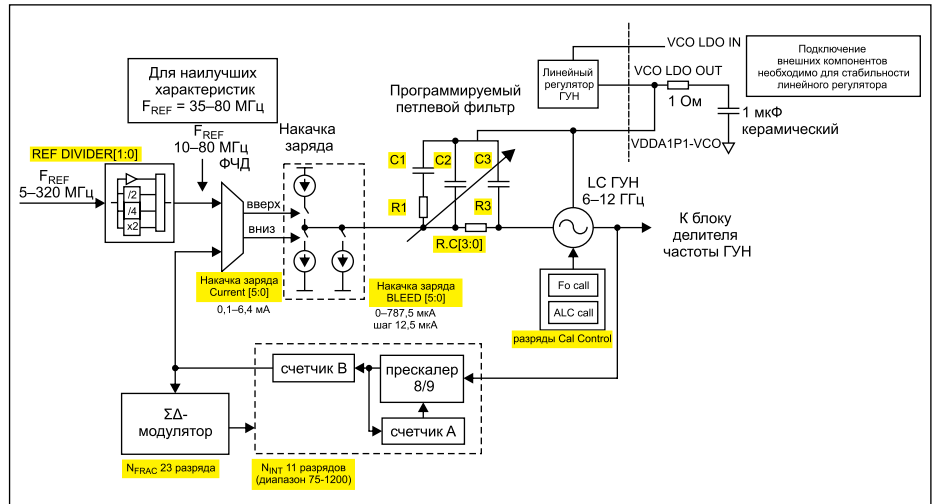 VCO LDO IN
Подключение
внешних компонентов
необходимо для стабильности
линейного регулятора
Линейный
регулятор
ГУН
VCO LDO OUT
1 Ом
1 мкФ
керамический
VDDA1P1-VCO
Для наилучших
характеристик
FREF = 35–80 МГц
Программируемый
петлевой фильтр
FREF
10–80 МГц
ФЧД
Накачка
заряда
REF DIVIDER[1:0]
FREF
5–320 МГц
/2
/4
x2
вверх
вниз
C1
C2
C3
R1
R3
R.C[3:0]
LC ГУН
6–12 ГГц
К блоку
делителя
частоты ГУН
Накачка заряда
Current [5:0]
0,1–6,4 мА
Накачка заряда
BLEED [5:0]
0–787,5 мкА
шаг 12,5 мкА
Fo call
ALC call
разряды Cal Control
счетчик B
прескалер
8/9
счетчик A
ΣΔ-
модулятор
NFRAC 23 разряда
NINT 11 разрядов
(диапазон 75-1200)